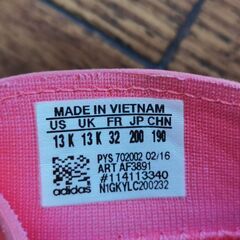 MADE IN VIETNAM
US UK FR JP CHN
13 K 13 K 32 200 190
PYS 702002 02/16
ART AF3891
#114113340
N1GKYLC200232
adidas